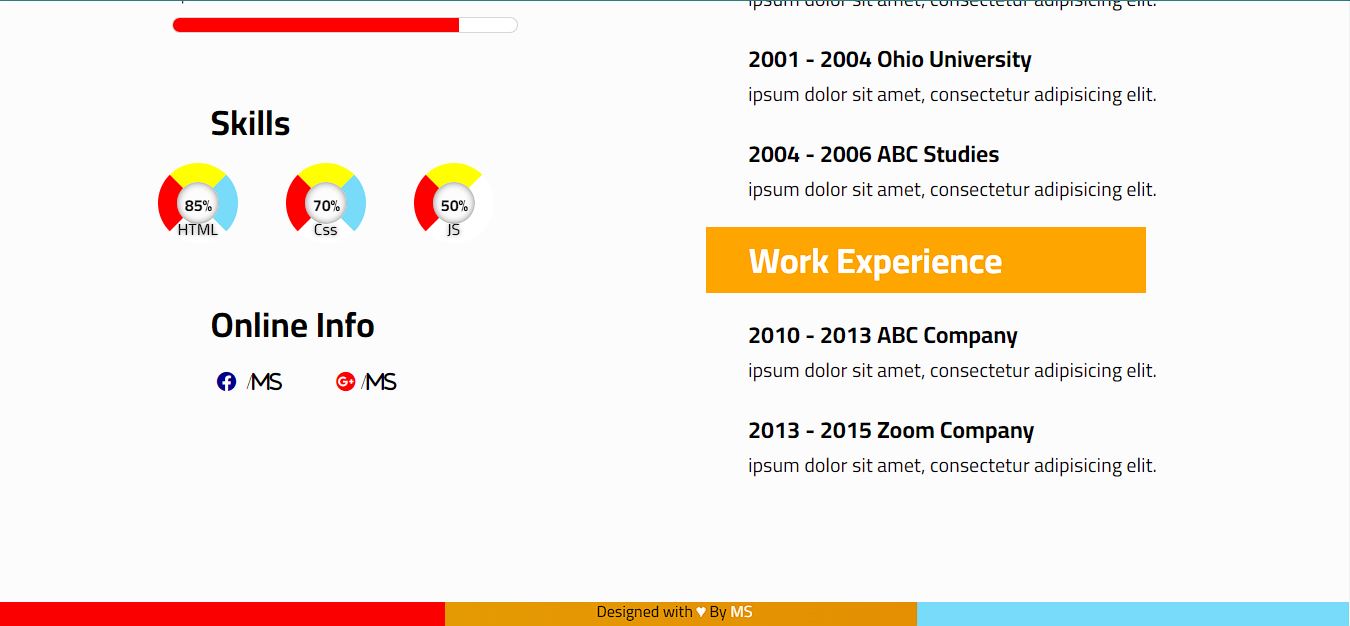 Skills
85%
HTML
70%
Css
50%
JS
Online Info
/MS
/MS
ipsum dolor sit amet, consectetur adipisicing elit.
2001 - 2004 Ohio University
ipsum dolor sit amet, consectetur adipisicing elit.
2004 - 2006 ABC Studies
ipsum dolor sit amet, consectetur adipisicing elit.
Work Experience
2010 - 2013 ABC Company
ipsum dolor sit amet, consectetur adipisicing elit.
2013 - 2015 Zoom Company
ipsum dolor sit amet, consectetur adipisicing elit.
Designed with ♥ By MS